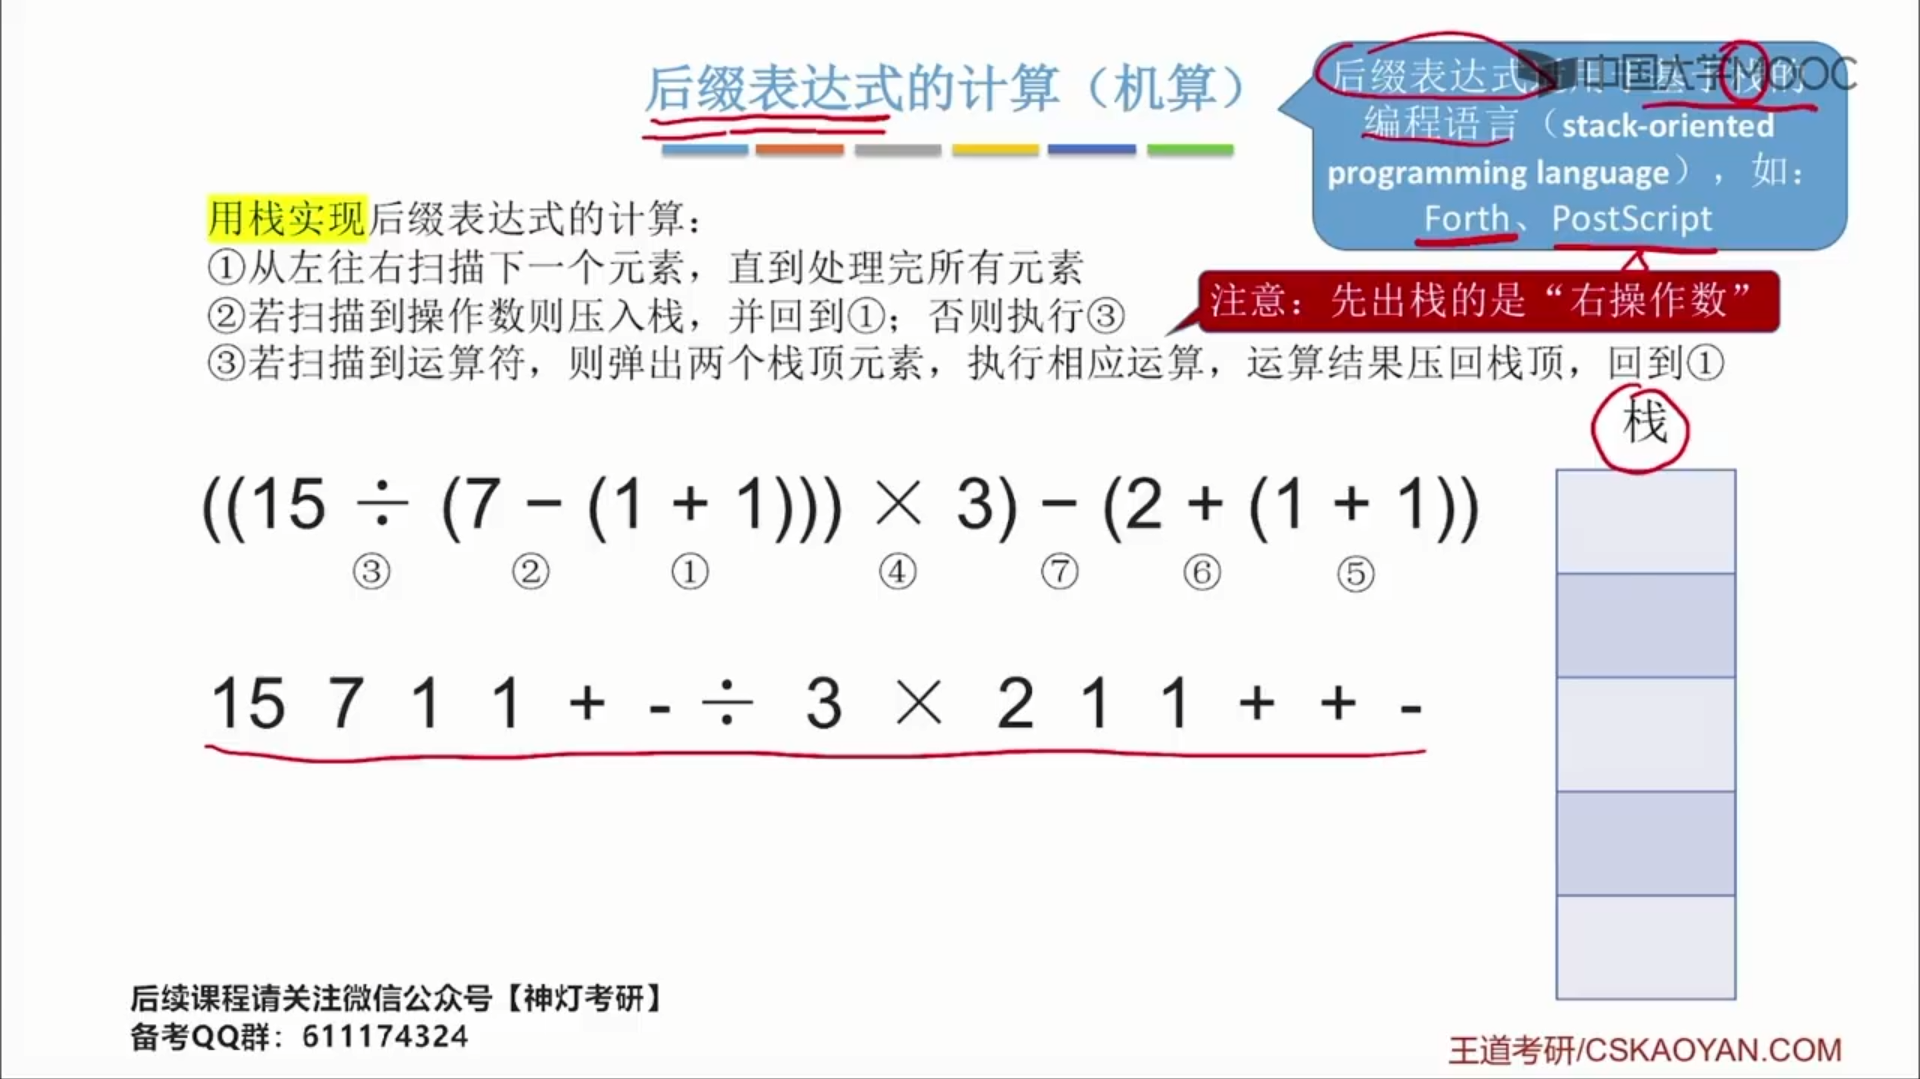 后缀表达式的计算（机算）
后缀表达式适用于基于栈的
中国大学MOOC
编程语言（stack-oriented
programming language），如：
Forth、PostScript
用栈实现后缀表达式的计算：
①从左往右扫描下一个元素，直到处理完所有元素
②若扫描到操作数则压入栈，并回到①；否则执行③
注意：先出栈的是“右操作数”
③若扫描到运算符，则弹出两个栈顶元素，执行相应运算，运算结果压回栈顶，回到①
栈
((15 ÷ (7 − (1 + 1))) × 3) − (2 + (1 + 1))
③ ② ① ④ ⑦ ⑥ ⑤
15 7 1 1 + - ÷ 3 × 2 1 1 + + -
后续课程请关注微信公众号【神灯考研】
备考QQ群：611174324
王道考研/CSKAOYAN.COM